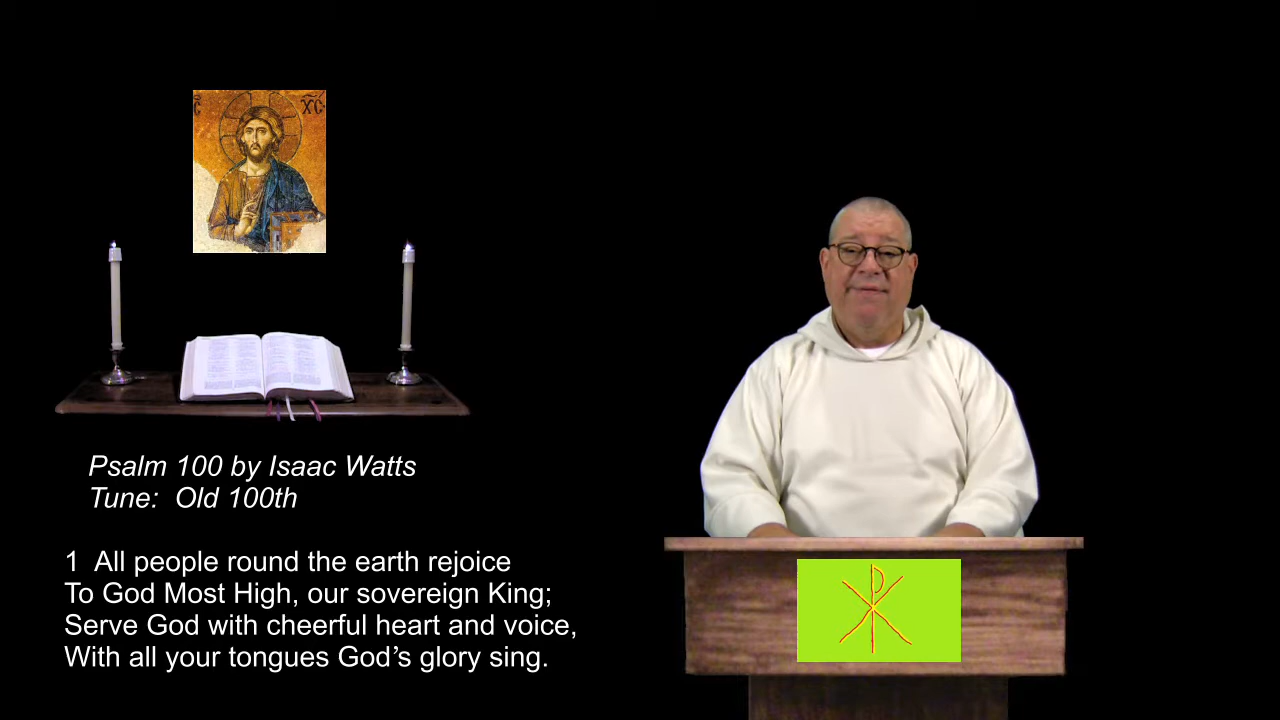 XC
Psalm 100 by Isaac Watts
Tune:  Old 100th
1  All people round the earth rejoice
To God Most High, our sovereign King;
Serve God with cheerful heart and voice,
With all your tongues God’s glory sing.